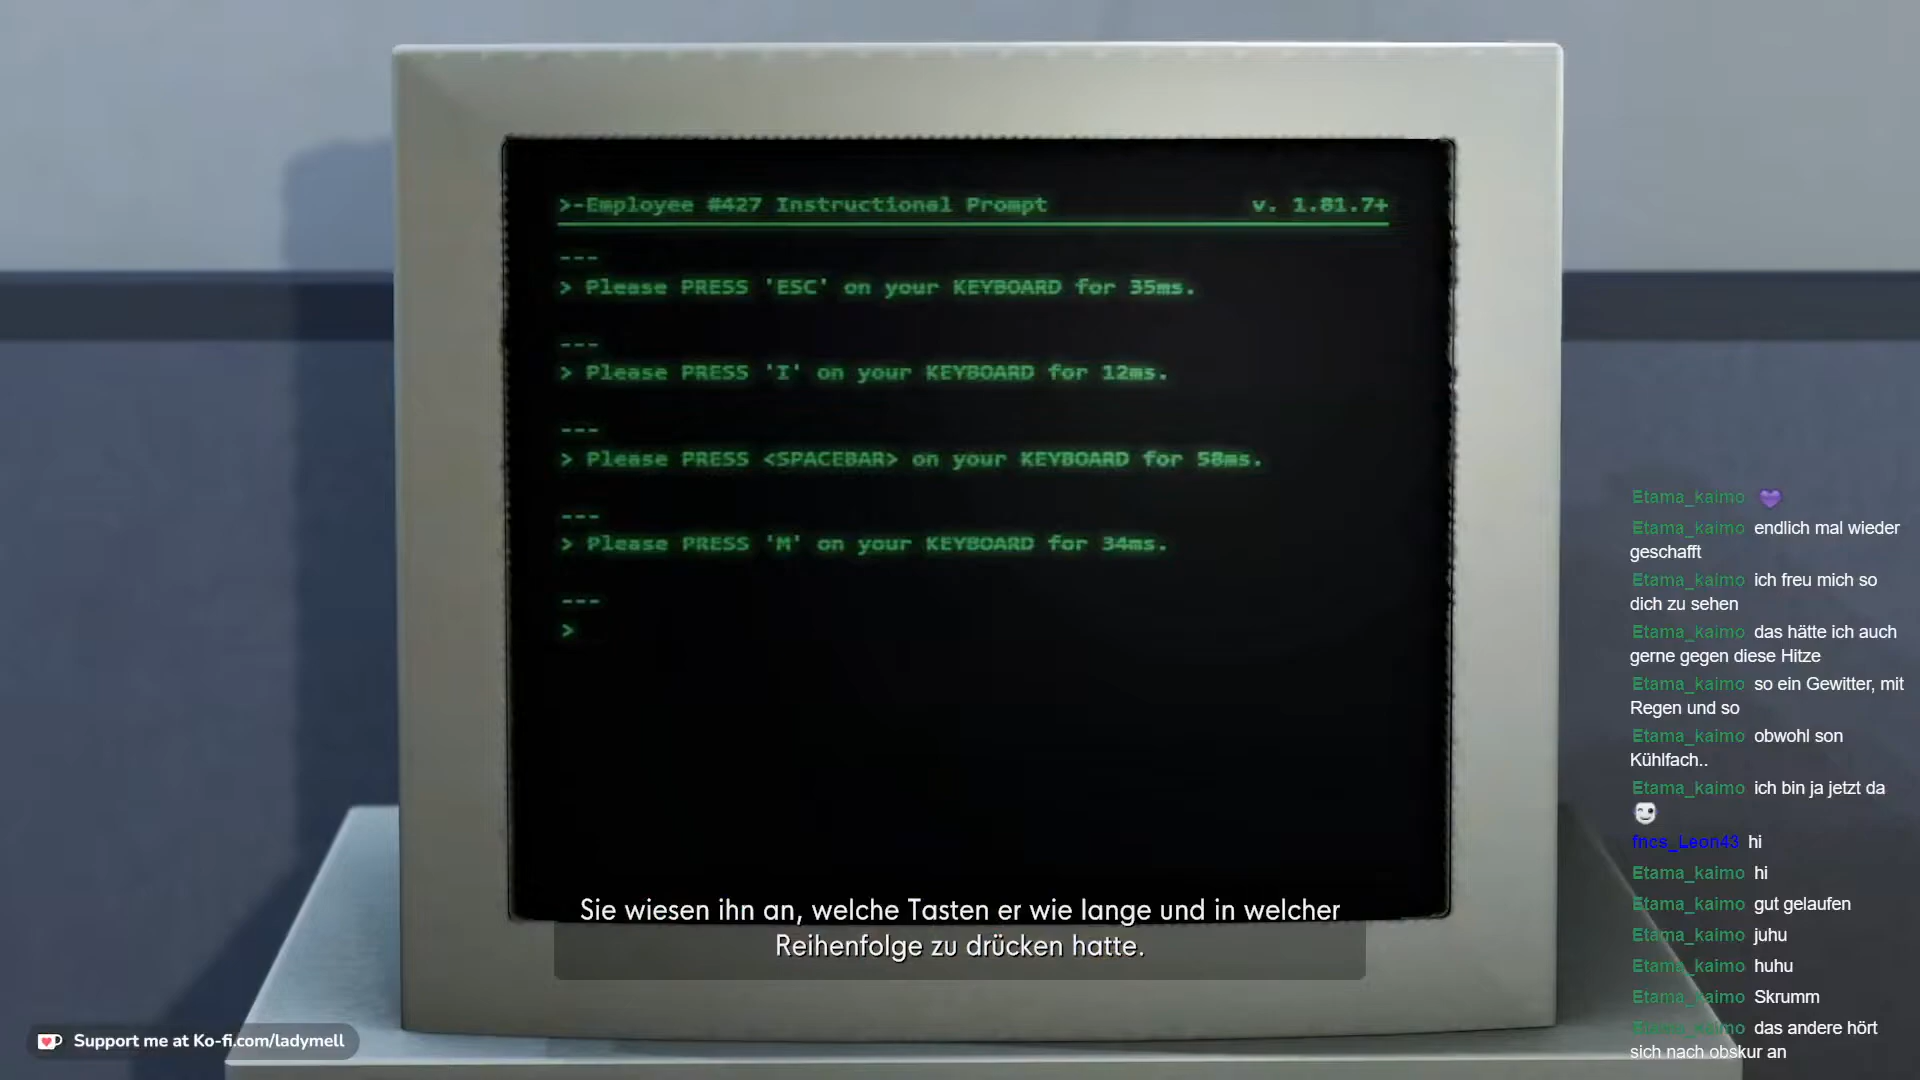 >-Employee #427 Instructional Prompt v. 1.81.7+
---
> Please PRESS 'ESC' on your KEYBOARD for 35ms.
---
> Please PRESS 'I' on your KEYBOARD for 12ms.
---
> Please PRESS <SPACEBAR> on your KEYBOARD for 58ms.
---
> Please PRESS 'M' on your KEYBOARD for 34ms.
---
>
Sie wiesen ihn an, welche Tasten er wie lange und in welcher
Reihenfolge zu drücken hatte.
Support me at Ko-fi.com/ladymell
Etama_kaimo 💜
Etama_kaimo endlich mal wieder
geschafft
Etama_kaimo ich freu mich so
dich zu sehen
Etama_kaimo das hätte ich auch
gerne gegen diese Hitze
Etama_kaimo so ein Gewitter, mit
Regen und so
Etama_kaimo obwohl son
Kühlfach..
Etama_kaimo ich bin ja jetzt da
fncs_Leon43 hi
Etama_kaimo hi
Etama_kaimo gut gelaufen
Etama_kaimo juhu
Etama_kaimo huhu
Etama_kaimo Skrumm
Etama_kaimo das andere hört
sich nach obskur an